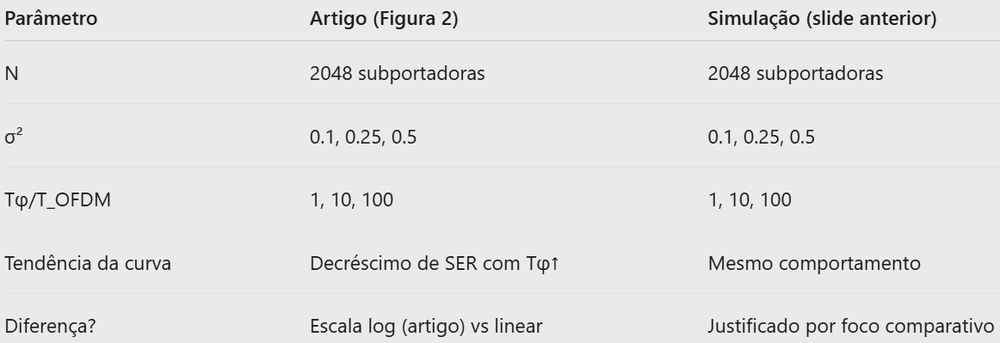 Parâmetro Artigo (Figura 2) Simulação (slide anterior)
N 2048 subportadoras 2048 subportadoras
σ² 0.1, 0.25, 0.5 0.1, 0.25, 0.5
Tφ/T_OFDM 1, 10, 100 1, 10, 100
Tendência da curva Decréscimo de SER com Tφ↑ Mesmo comportamento
Diferença? Escala log (artigo) vs linear Justificado por foco comparativo